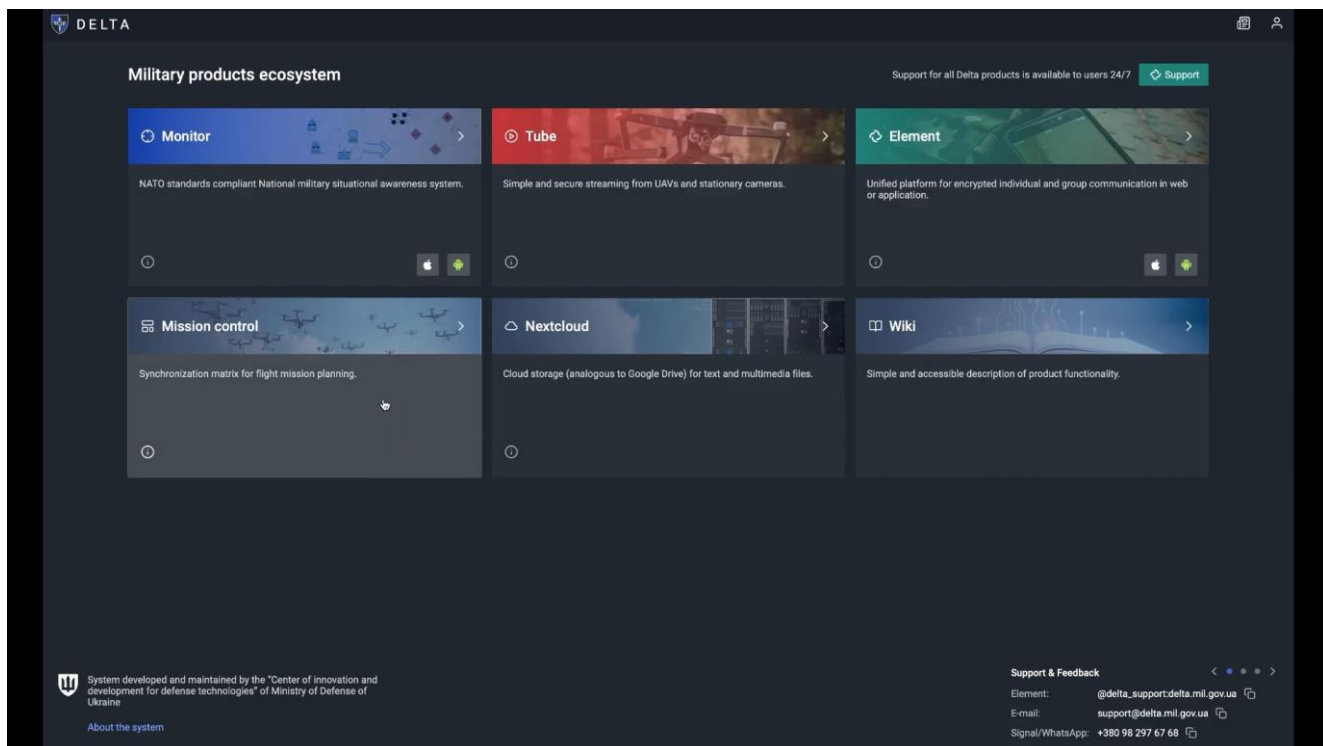 DELTA
Military products ecosystem
Support for all Delta products is available to users 24/7
Support
Monitor
NATO standards compliant National military situational awareness system.
Tube
Simple and secure streaming from UAVs and stationary cameras.
Element
Unified platform for encrypted individual and group communication in web
or application.
Mission control
Synchronization matrix for flight mission planning.
Nextcloud
Cloud storage (analogous to Google Drive) for text and multimedia files.
Wiki
Simple and accessible description of product functionality.
System developed and maintained by the "Center of innovation and
development for defense technologies" of Ministry of Defense of
Ukraine
About the system
Support & Feedback
Element: @delta_support:delta.mil.gov.ua
E-mail: support@delta.mil.gov.ua
Signal/WhatsApp: +380 98 297 67 68